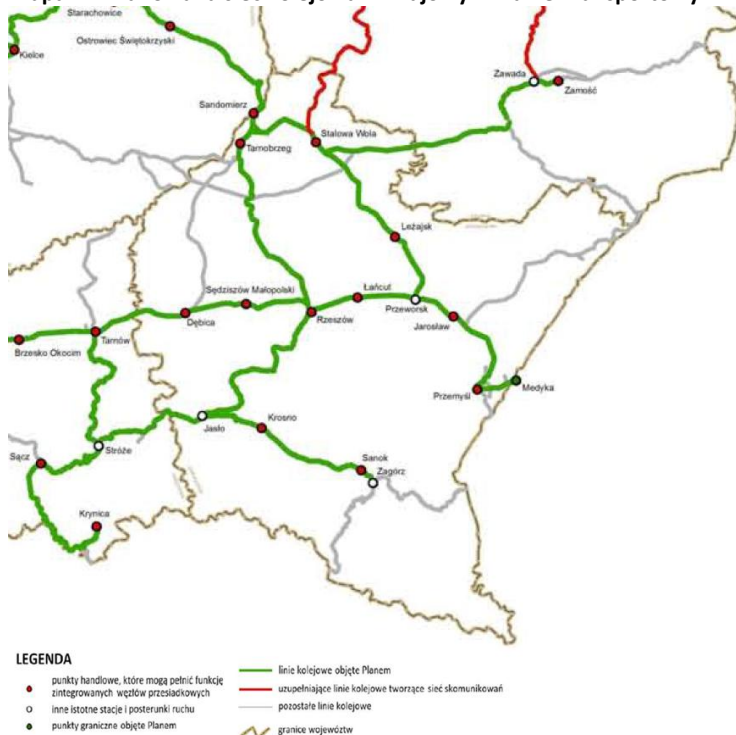 Starachowice
Ostrowiec Świętokrzyski
Kielce
Zawada
Zamość
Sandomierz
Stalowa Wola
Tarnobrzeg
Leżajsk
Sędziszów Małopolski
Łańcut
Dębica
Rzeszów
Przeworsk
Jarosław
Brzesko Okocim
Tarnów
Przemyśl
Medyka
Jasło
Krosno
Stróże
Sącz
Sanok
Zagórz
Krynica
LEGENDA
punkty handlowe, które mogą pełnić funkcję
zintegrowanych węzłów przesiadkowych
inne istotne stacje i posterunki ruchu
punkty graniczne objęte Planem
linie kolejowe objęte Planem
uzupełniające linie kolejowe tworzące sieć skomunikowań
pozostałe linie kolejowe
granice województw